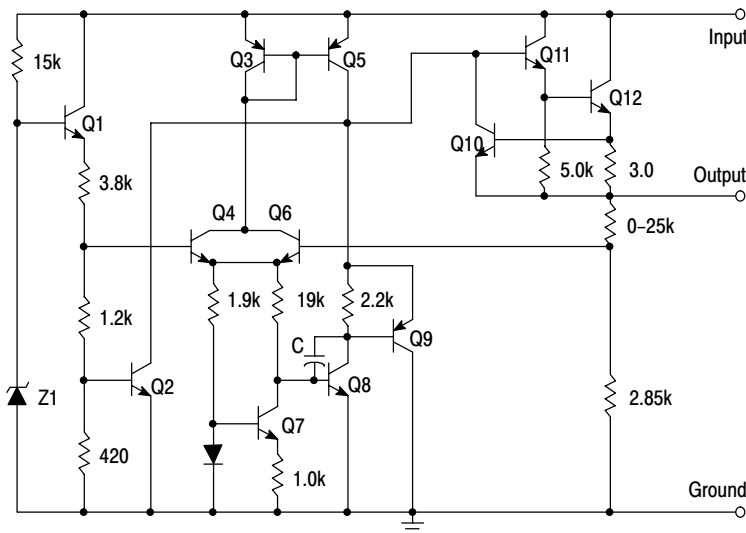 Input
15k
Q3
Q5
Q11
Q12
Q1
Q10
3.8k
5.0k
3.0
Output
Q4
Q6
0–25k
1.9k
19k
2.2k
1.2k
C
Q9
Z1
Q2
Q8
2.85k
Q7
420
1.0k
Ground